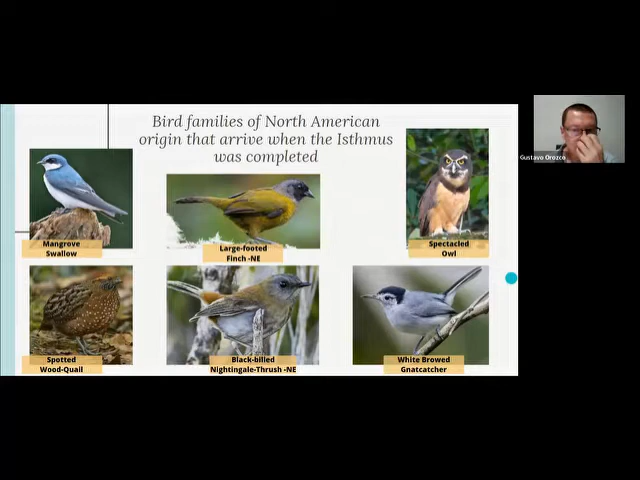 Bird families of North American
origin that arrive when the Isthmus
was completed
Gustavo Orozco
Mangrove
Swallow
Large-footed
Finch -NE
Spectacled
Owl
Spotted
Wood-Quail
Black-billed
Nightingale-Thrush -NE
White Browed
Gnatcatcher